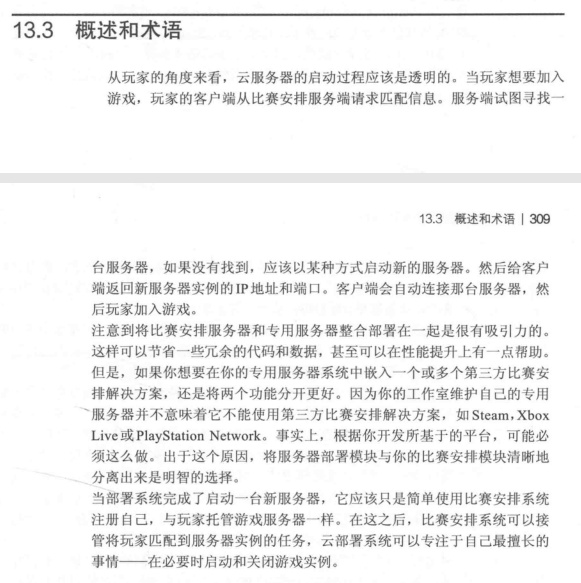 13.3 概述和术语
从玩家的角度来看，云服务器的启动过程应该是透明的。当玩家想要加入
游戏，玩家的客户端从比赛安排服务端请求匹配信息。服务端试图寻找一
13.3 概述和术语 | 309
台服务器，如果没有找到，应该以某种方式启动新的服务器。然后给客户
端返回新服务器实例的IP地址和端口。客户端会自动连接那台服务器，然
后玩家加入游戏。
注意到将比赛安排服务器和专用服务器整合部署在一起是很有吸引力的。
这样可以节省一些冗余的代码和数据，甚至可以在性能提升上有一点帮助。
但是，如果你想要在你的专用服务器系统中嵌入一个或多个第三方比赛安
排解决方案，还是将两个功能分开更好。因为你的工作室维护自己的专用
服务器并不意味着它不能使用第三方比赛安排解决方案，如Steam，Xbox
Live或PlayStation Network。事实上，根据你开发所基于的平台，可能必
须这么做。出于这个原因，将服务器部署模块与你的比赛安排模块清晰地
分离出来是明智的选择。
当部署系统完成了启动一台新服务器，它应该只是简单使用比赛安排系统
注册自己，与玩家托管游戏服务器一样。在这之后，比赛安排系统可以接
管将玩家匹配到服务器实例的任务，云部署系统可以专注于自己最擅长的
事情——在必要时启动和关闭游戏实例。